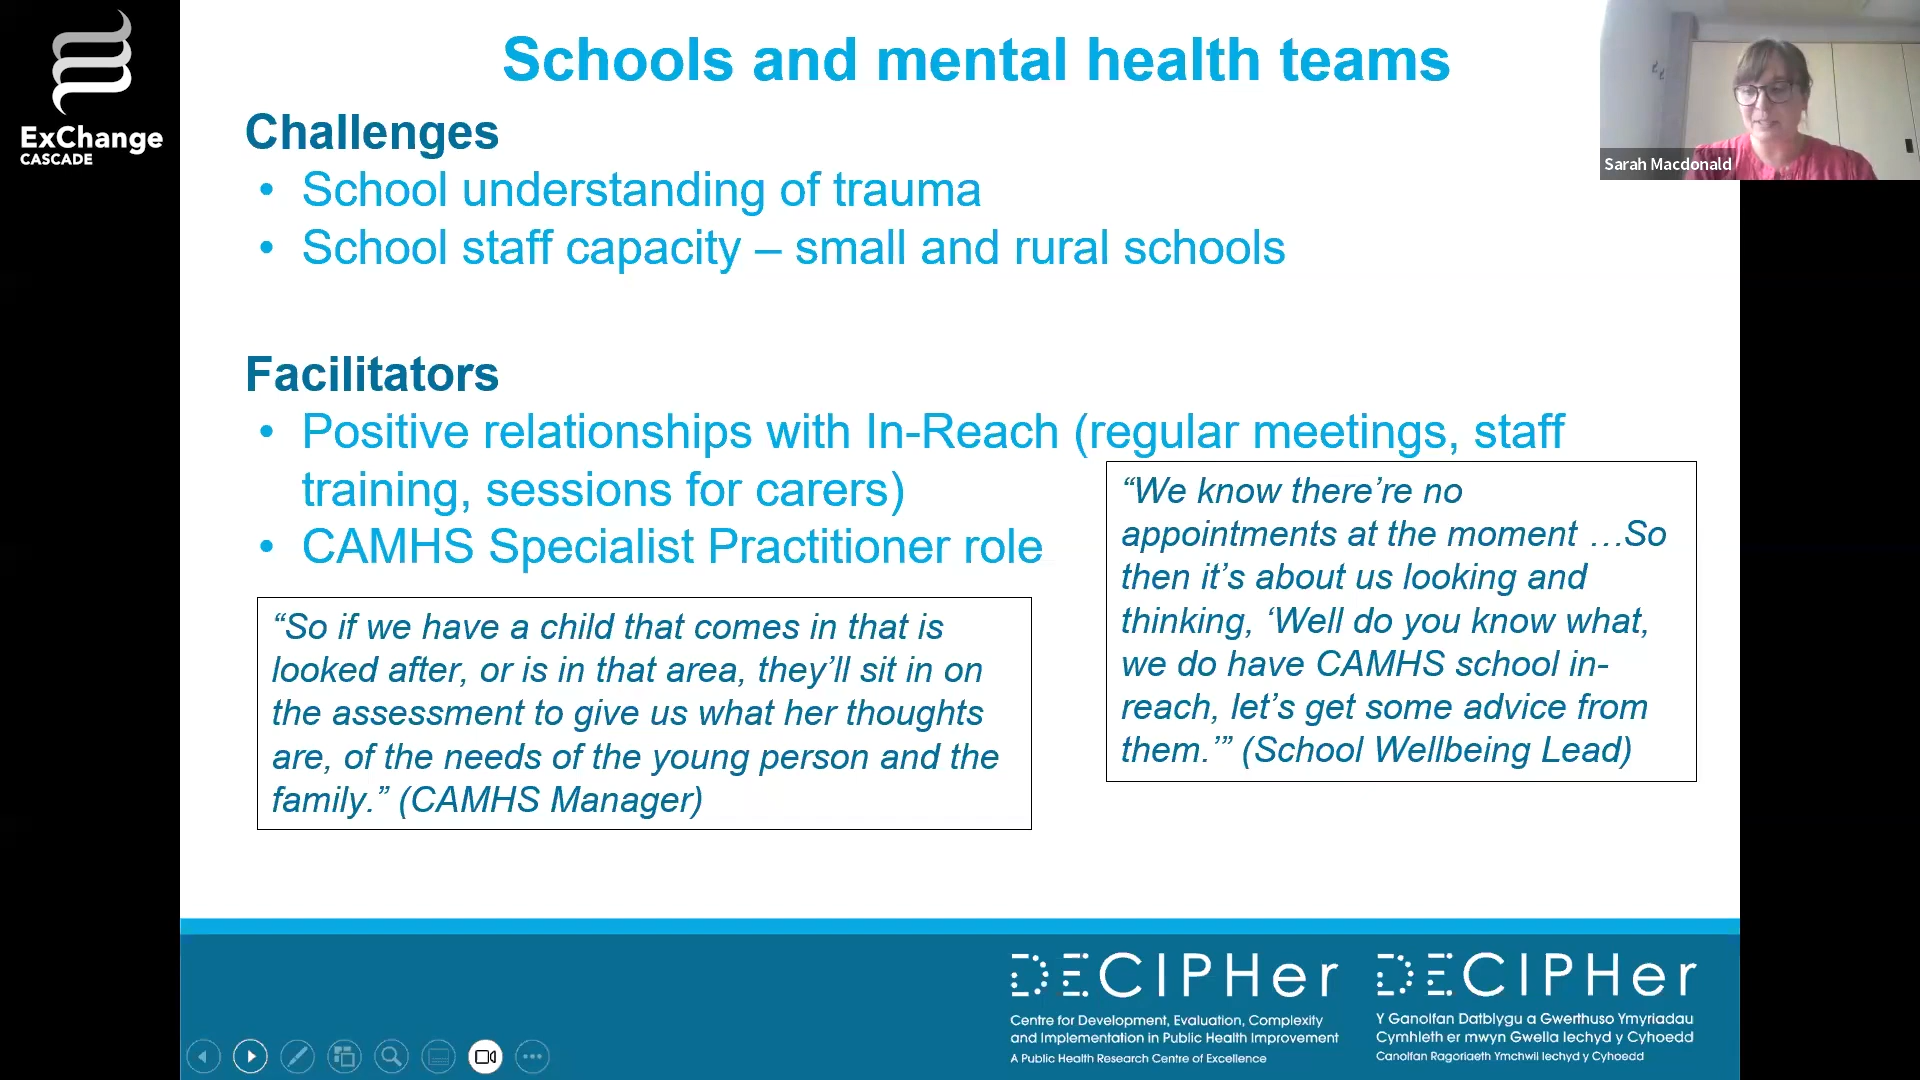 ExChange
CASCADE
Schools and mental health teams
Sarah Macdonald
Challenges
• School understanding of trauma
• School staff capacity – small and rural schools
Facilitators
• Positive relationships with In-Reach (regular meetings, staff
training, sessions for carers)
• CAMHS Specialist Practitioner role
“So if we have a child that comes in that is
looked after, or is in that area, they’ll sit in on
the assessment to give us what her thoughts
are, of the needs of the young person and the
family.” (CAMHS Manager)
“We know there’re no
appointments at the moment …So
then it’s about us looking and
thinking, ‘Well do you know what,
we do have CAMHS school in-
reach, let’s get some advice from
them.’” (School Wellbeing Lead)
DECIPHer
Centre for Development, Evaluation, Complexity
and Implementation in Public Health Improvement
A Public Health Research Centre of Excellence
DECIPHer
Y Ganolfan Datblygu a Gwerthuso Ymyriadau
Cymhleth er mwyn Gwella Iechyd y Cyhoedd
Canolfan Ragoriaeth Ymchwil Iechyd y Cyhoedd